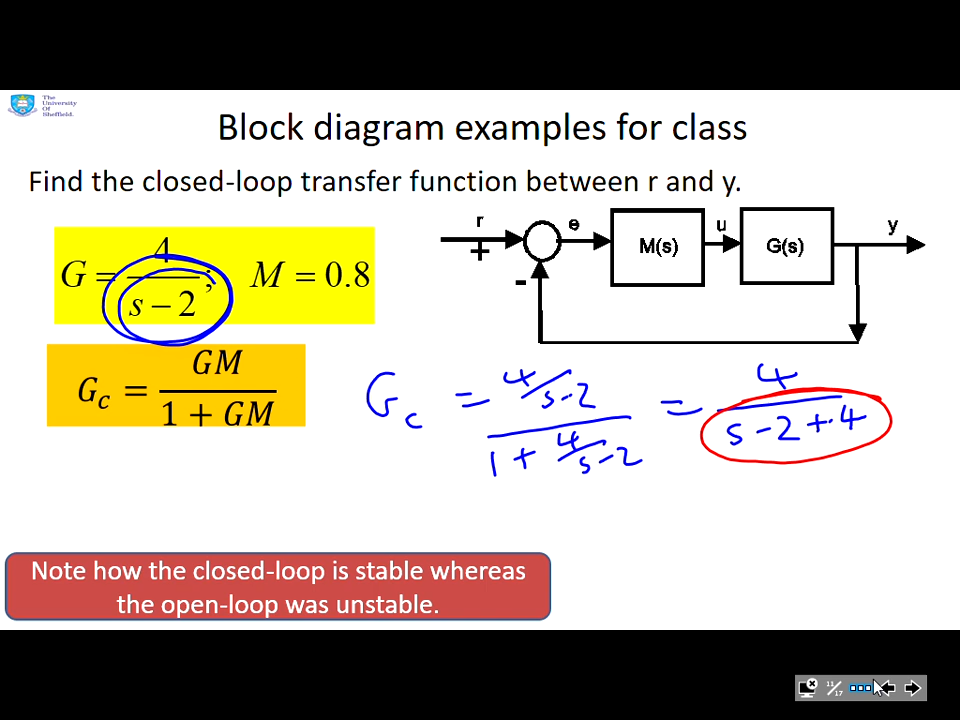 The
University
Of
Sheffield.
Block diagram examples for class
Find the closed-loop transfer function between r and y.
G = 4/(s − 2); M = 0.8
r + - e M(s) u G(s) y
G_c = GM/(1 + GM)
G_c = (4/s-2)/(1 + 4/s-2) = 4/(s-2+.4)
Note how the closed-loop is stable whereas
the open-loop was unstable.
11/17